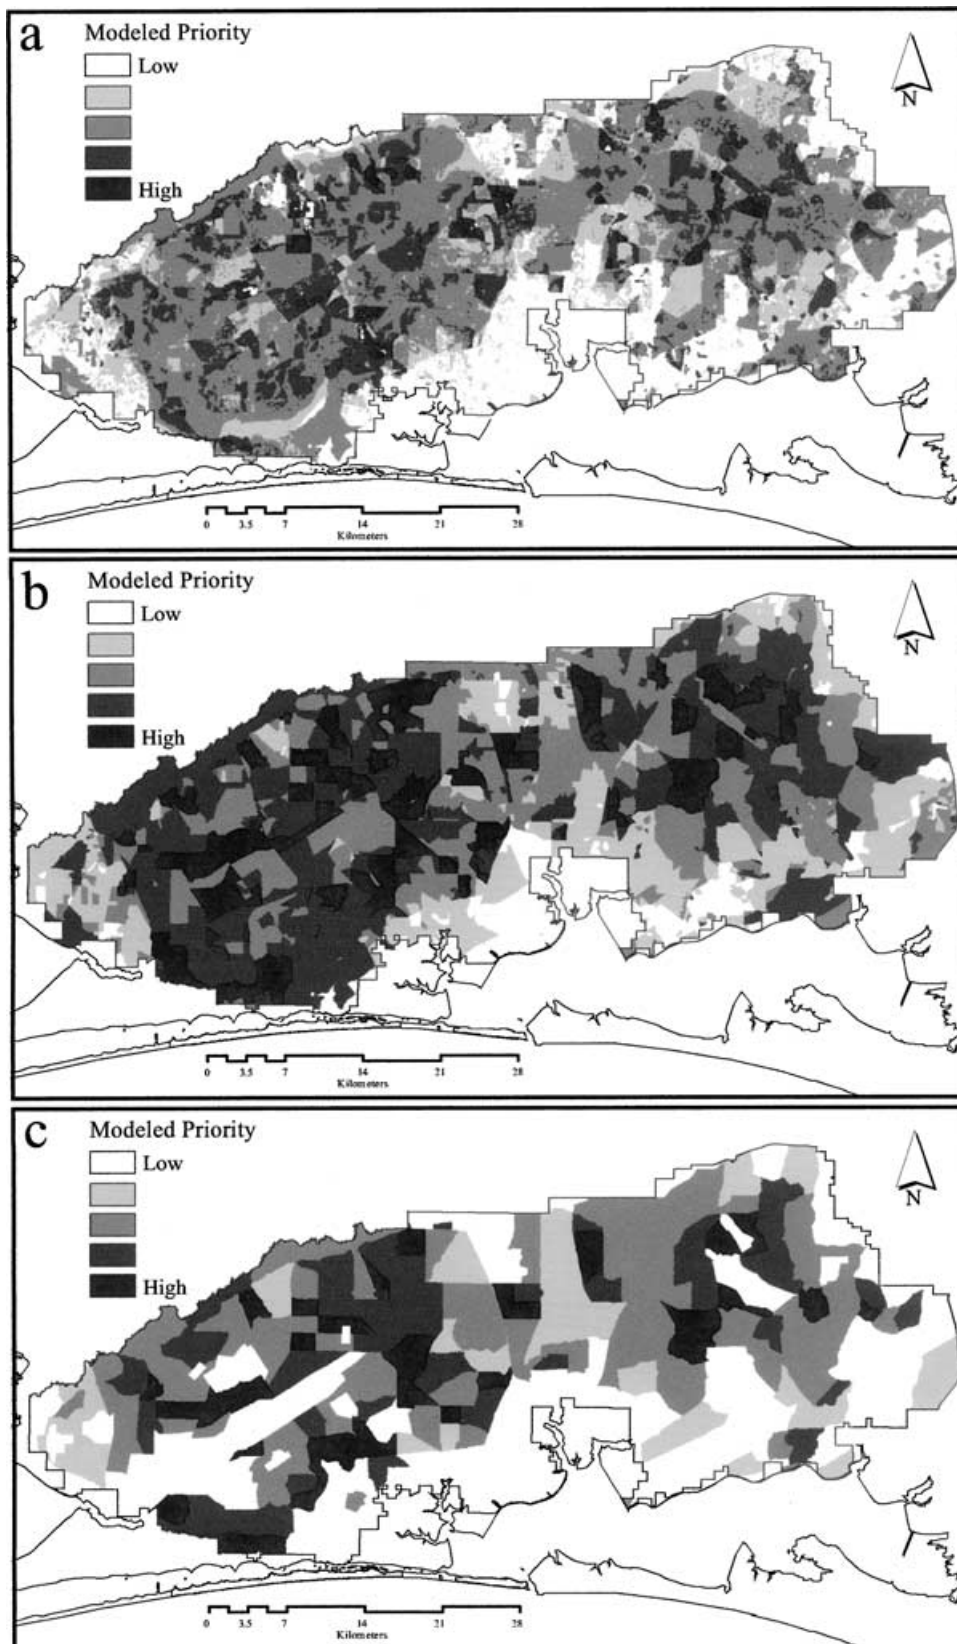 a
Modeled Priority
Low
High
N
0 3.5 7 14 21 28
Kilometers
b
Modeled Priority
Low
High
N
0 3.5 7 14 21 28
Kilometers
c
Modeled Priority
Low
High
N
0 3.5 7 14 21 28
Kilometers